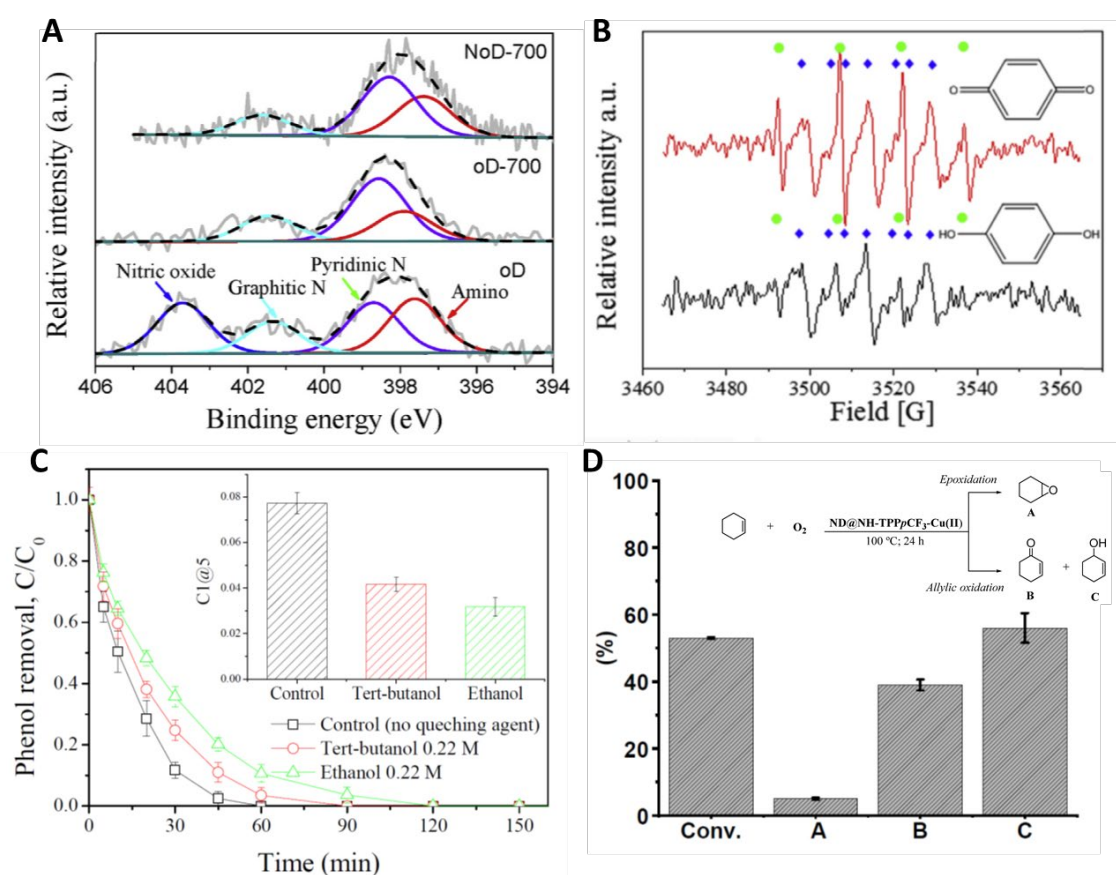 A
Relative intensity (a.u.)
NoD-700
oD-700
oD
Nitric oxide
Graphitic N
Pyridinic N
Amino
406 404 402 400 398 396 394
Binding energy (eV)
B
Relative intensity a.u.
O
O
HO
OH
3460 3480 3500 3520 3540 3560
Field [G]
C
Phenol removal, C/C0
1.0
0.8
0.6
0.4
0.2
0.0
0 30 60 90 120 150
Time (min)
C1@5
0.08
0.06
0.04
0.02
0.00
Control Tert-butanol Ethanol
Control (no queching agent)
Tert-butanol 0.22 M
Ethanol 0.22 M
D
(%)
100
80
60
40
20
0
Conv. A B C
Epoxidation
O
A
+ O2
ND@NH-TPPpCF3-Cu(II)
100 ºC; 24 h
Allylic oxidation
O
OH
+
B
C